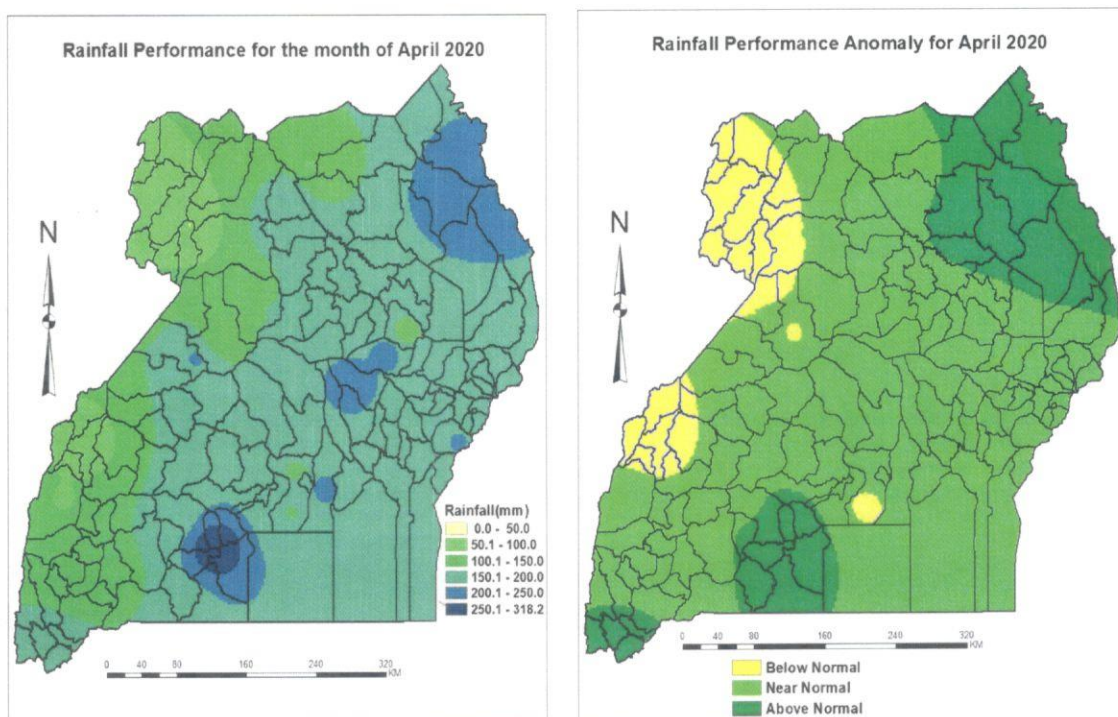 Rainfall Performance for the month of April 2020
N
Rainfall(mm)
0.0 - 50.0
50.1 - 100.0
100.1 - 150.0
150.1 - 200.0
200.1 - 250.0
250.1 - 318.2
0 40 80 160 240 320
KM
Rainfall Performance Anomaly for April 2020
N
0 40 80 160 240 320
KM
Below Normal
Near Normal
Above Normal